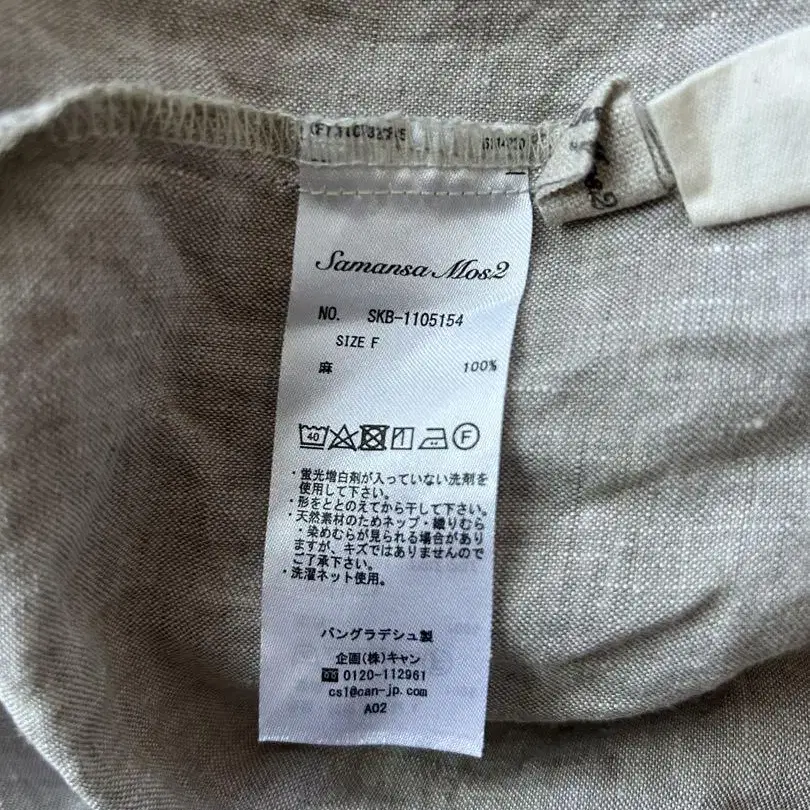 Samansa Mos2
NO. SKB-1105154
SIZE F
麻 100%
40 F
・蛍光増白剤が入っていない洗剤を
使用して下さい。
・形をととのえてから干して下さい。
・天然素材のためネップ・織りむら
・染めむらが見られる場合があり
ますが、キズではありませんので
ご了承下さい。
・洗濯ネット使用。
バングラデシュ製
企画(株)キャン
0120-112961
cs1@can-jp.com
A02